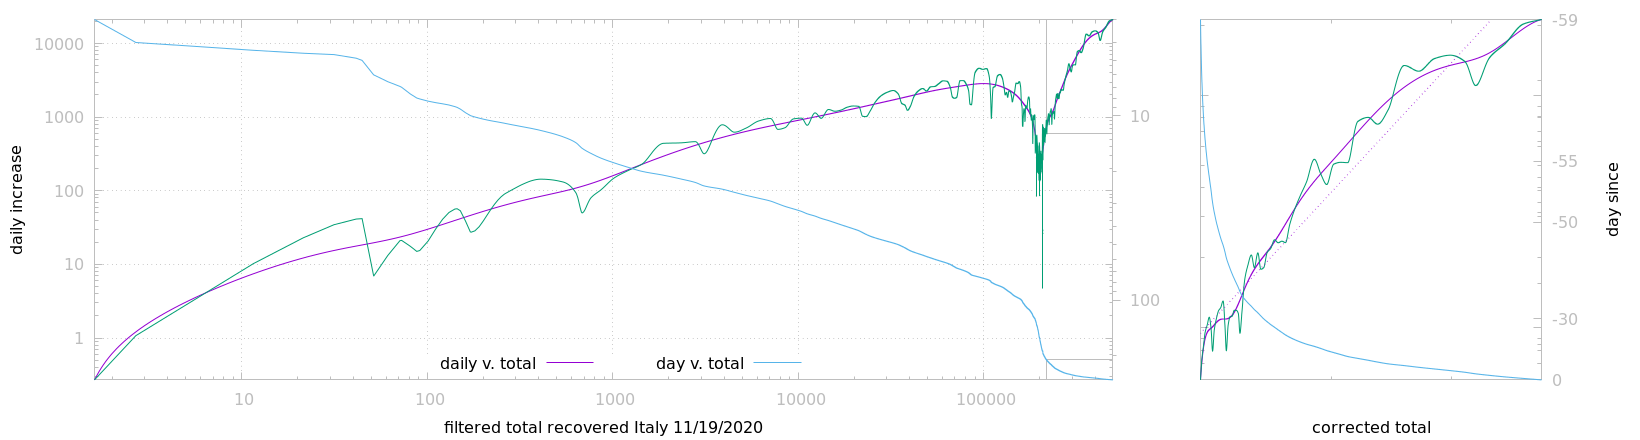 10000
1000
100
10
1
daily increase
10
100
1000
10000
100000
10
100
daily v. total
day v. total
filtered total recovered Italy 11/19/2020
-59
-55
-50
-30
0
day since
corrected total